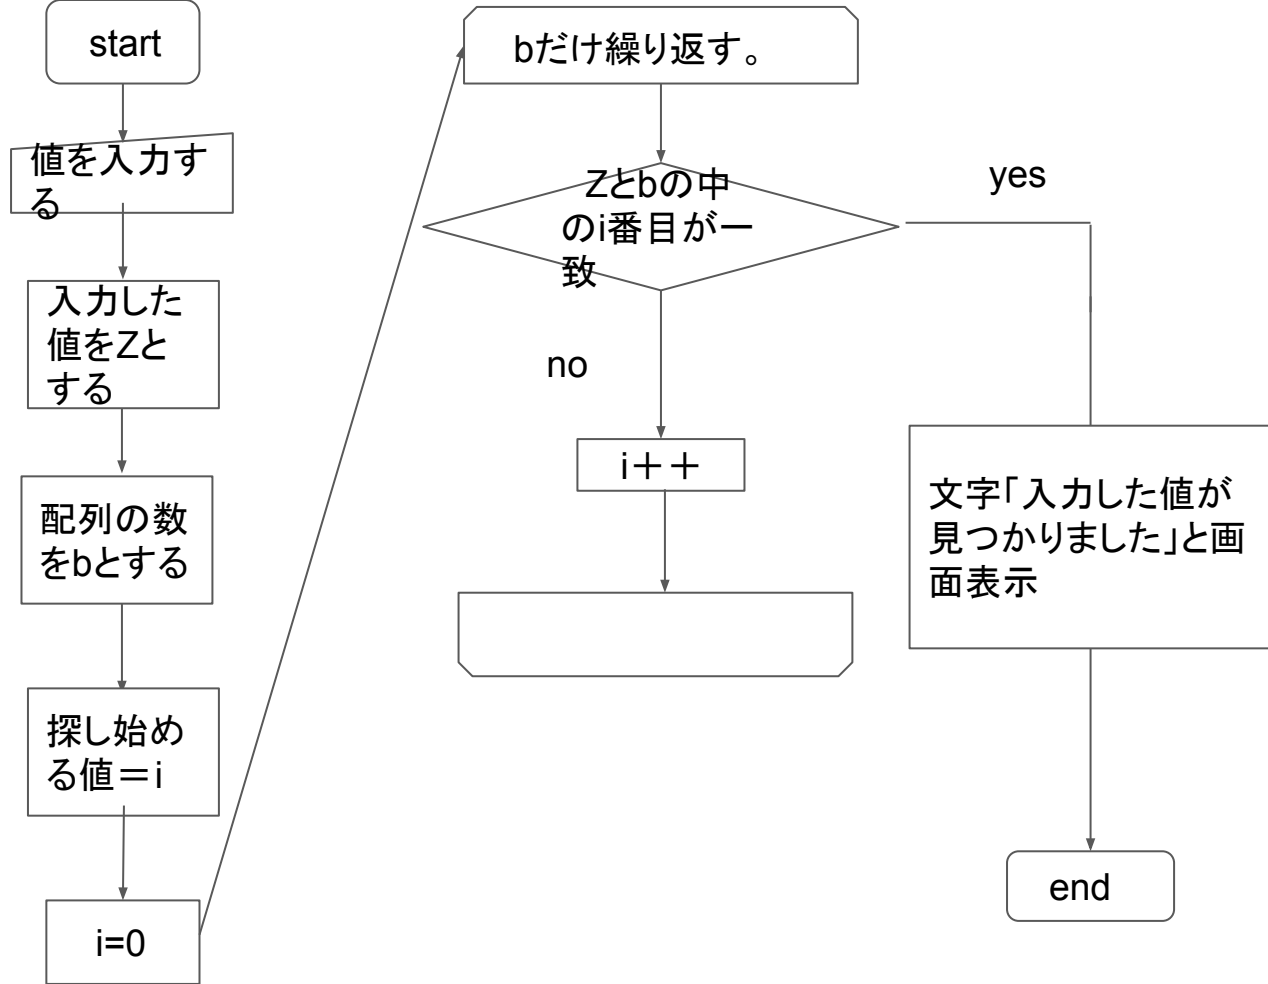 start
値を入力す
る
入力した
値をZと
する
配列の数
をbとする
探し始め
る値＝i
i=0
bだけ繰り返す。
Zとbの中
のi番目が一
致
yes
no
i＋＋
文字｢入力した値が
見つかりました｣と画
面表示
end